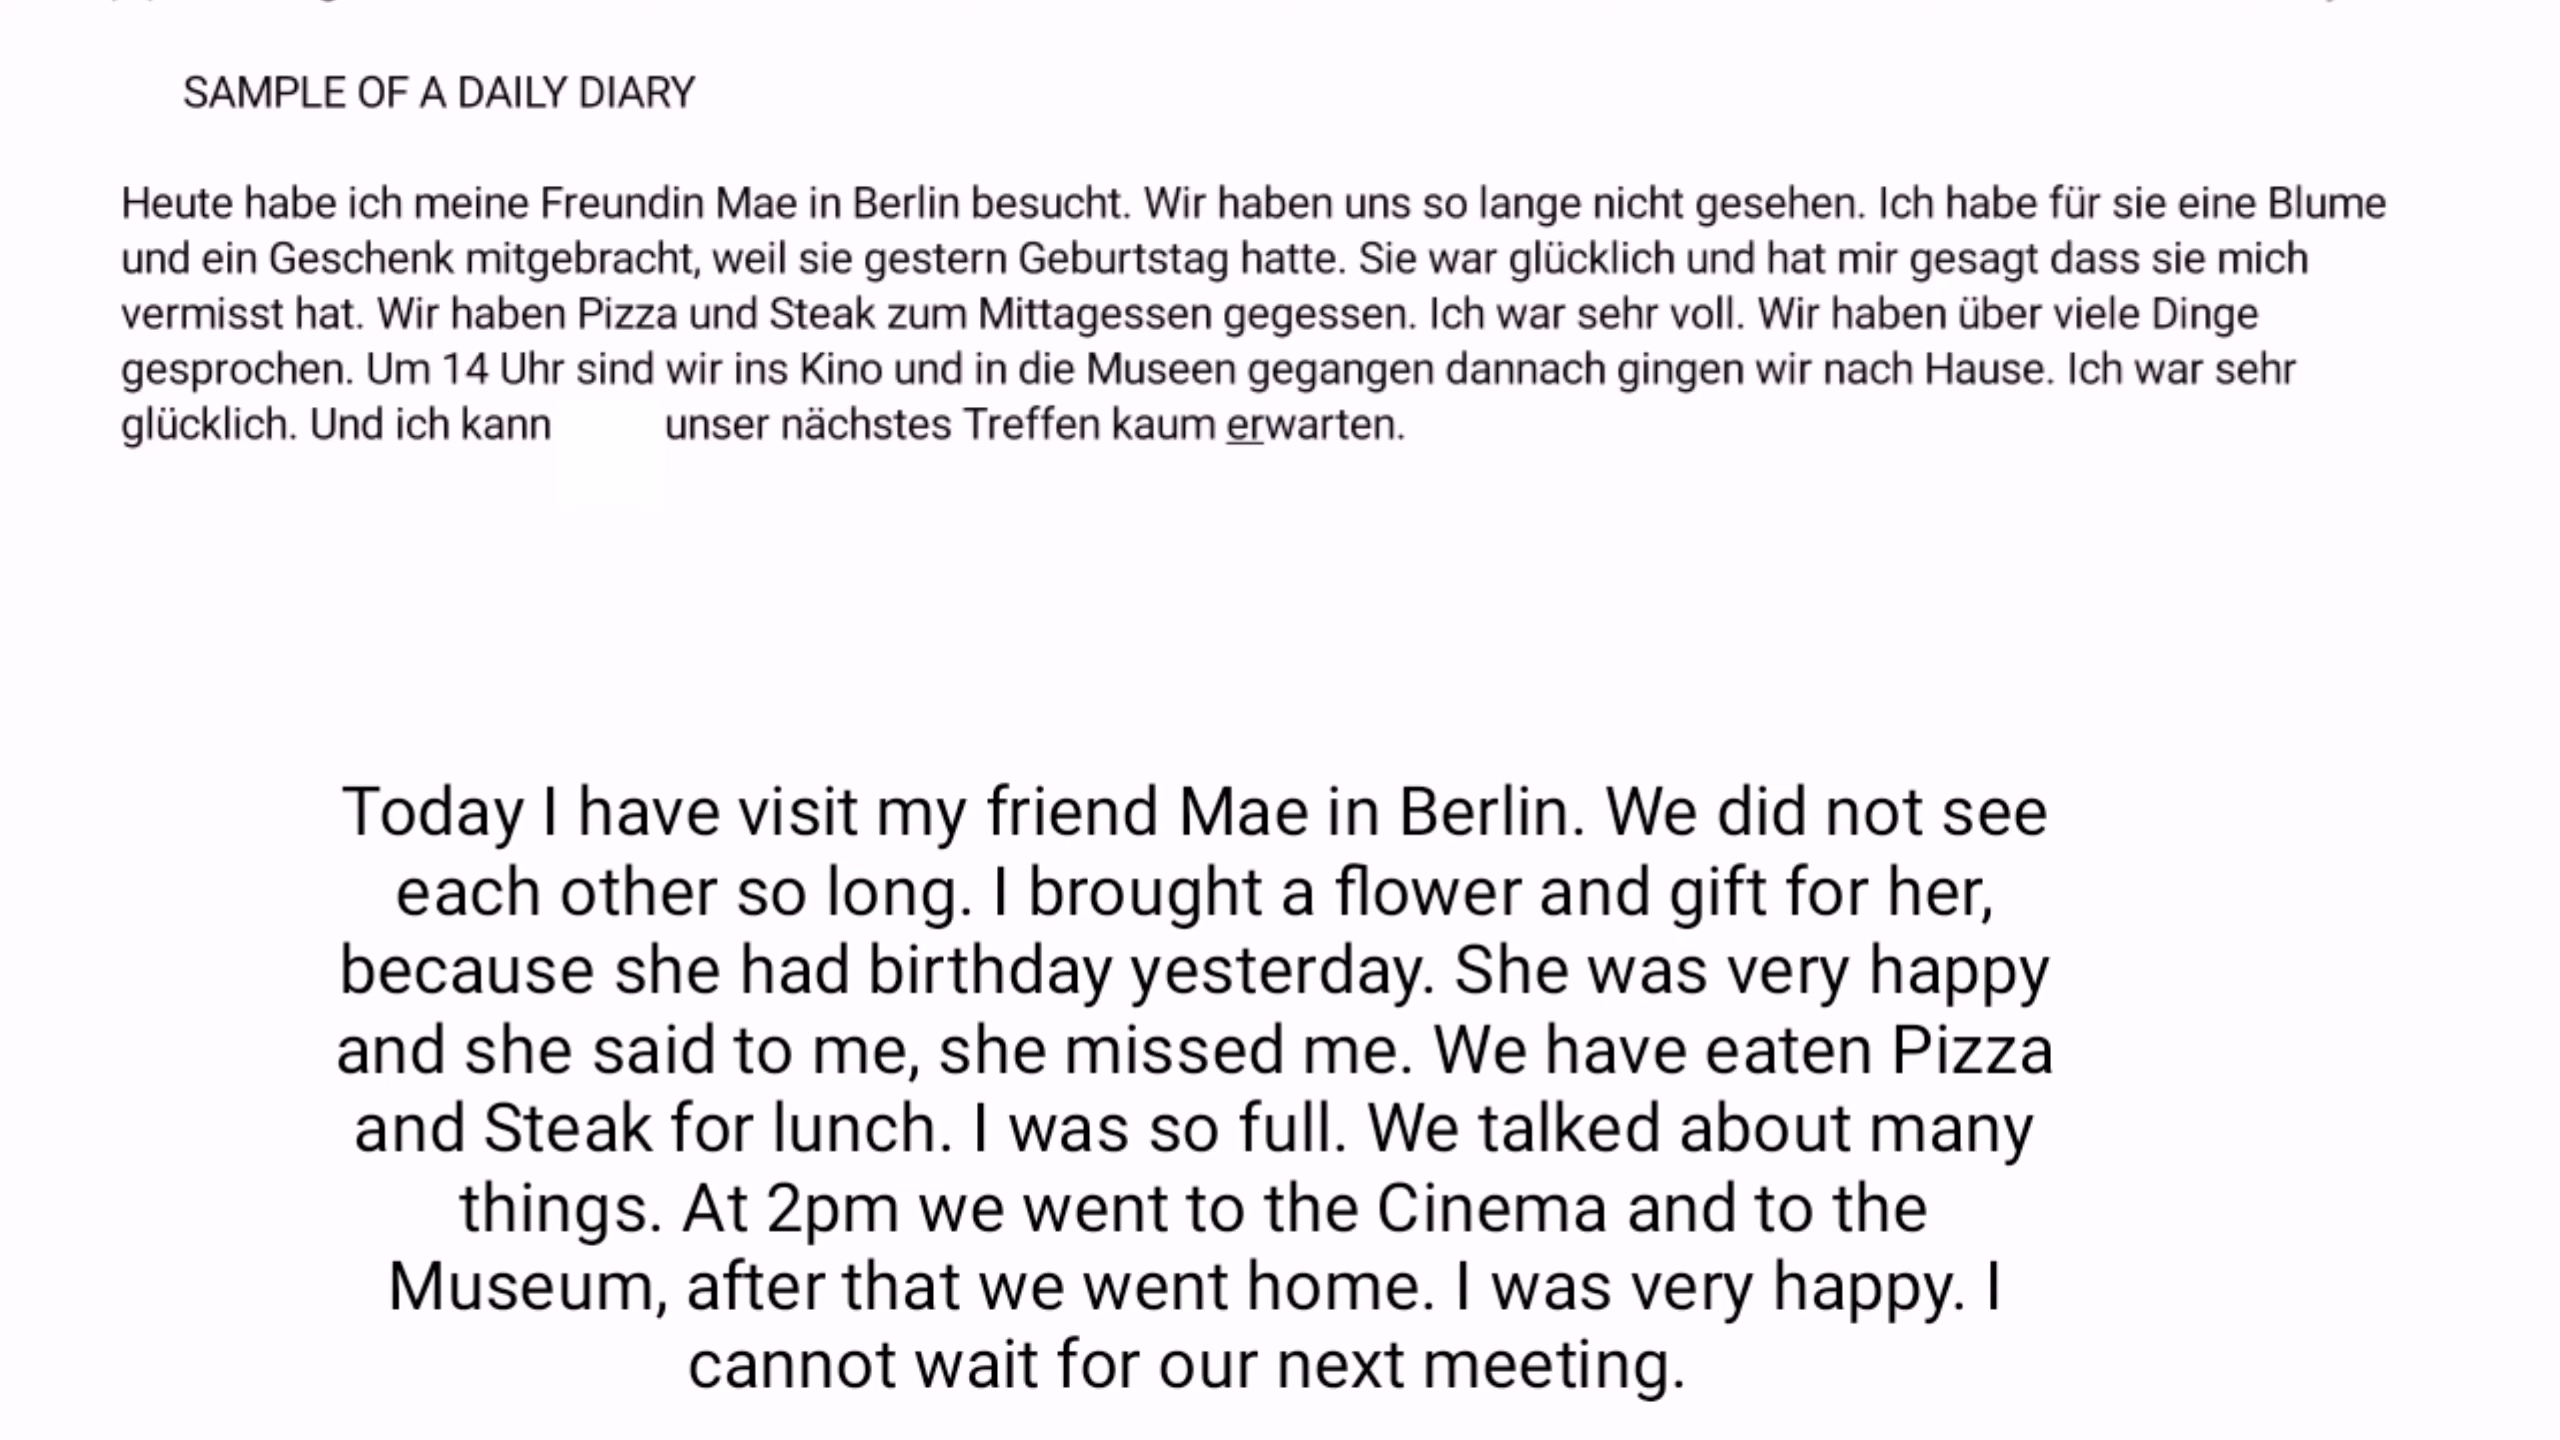 SAMPLE OF A DAILY DIARY
Heute habe ich meine Freundin Mae in Berlin besucht. Wir haben uns so lange nicht gesehen. Ich habe für sie eine Blume
und ein Geschenk mitgebracht, weil sie gestern Geburtstag hatte. Sie war glücklich und hat mir gesagt dass sie mich
vermisst hat. Wir haben Pizza und Steak zum Mittagessen gegessen. Ich war sehr voll. Wir haben über viele Dinge
gesprochen. Um 14 Uhr sind wir ins Kino und in die Museen gegangen dannach gingen wir nach Hause. Ich war sehr
glücklich. Und ich kann unser nächstes Treffen kaum erwarten.
Today I have visit my friend Mae in Berlin. We did not see
each other so long. I brought a flower and gift for her,
because she had birthday yesterday. She was very happy
and she said to me, she missed me. We have eaten Pizza
and Steak for lunch. I was so full. We talked about many
things. At 2pm we went to the Cinema and to the
Museum, after that we went home. I was very happy. I
cannot wait for our next meeting.